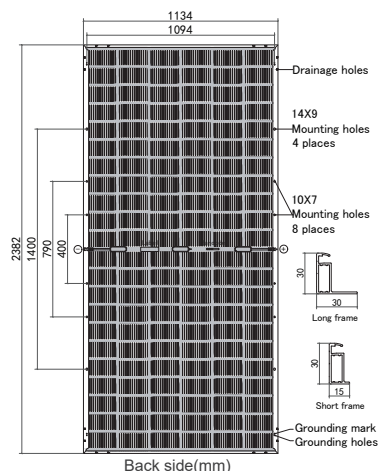 1134
1094
Drainage holes
14X9
Mounting holes
4 places
10X7
Mounting holes
8 places
2382
1400
790
400
30
30
Long frame
30
15
Short frame
Grounding mark
Grounding holes
Back side(mm)